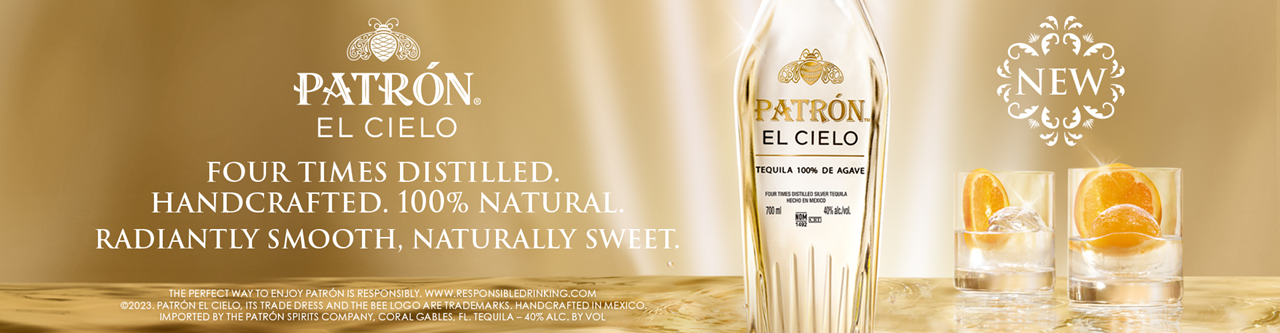 PATRÓN®
EL CIELO
FOUR TIMES DISTILLED.
HANDCRAFTED. 100% NATURAL.
RADIANTLY SMOOTH, NATURALLY SWEET.
THE PERFECT WAY TO ENJOY PATRÓN IS RESPONSIBLY. WWW.RESPONSIBLEDRINKING.COM
©2023. PATRÓN EL CIELO, ITS TRADE DRESS AND THE BEE LOGO ARE TRADEMARKS. HANDCRAFTED IN MEXICO.
IMPORTED BY THE PATRÓN SPIRITS COMPANY, CORAL GABLES, FL. TEQUILA – 40% ALC. BY VOL
PATRÓN™
EL CIELO
TEQUILA 100% DE AGAVE
FOUR TIMES DISTILLED SILVER TEQUILA
HECHO EN MEXICO
700 ml 40% alc./vol.
NOM
1492
NEW